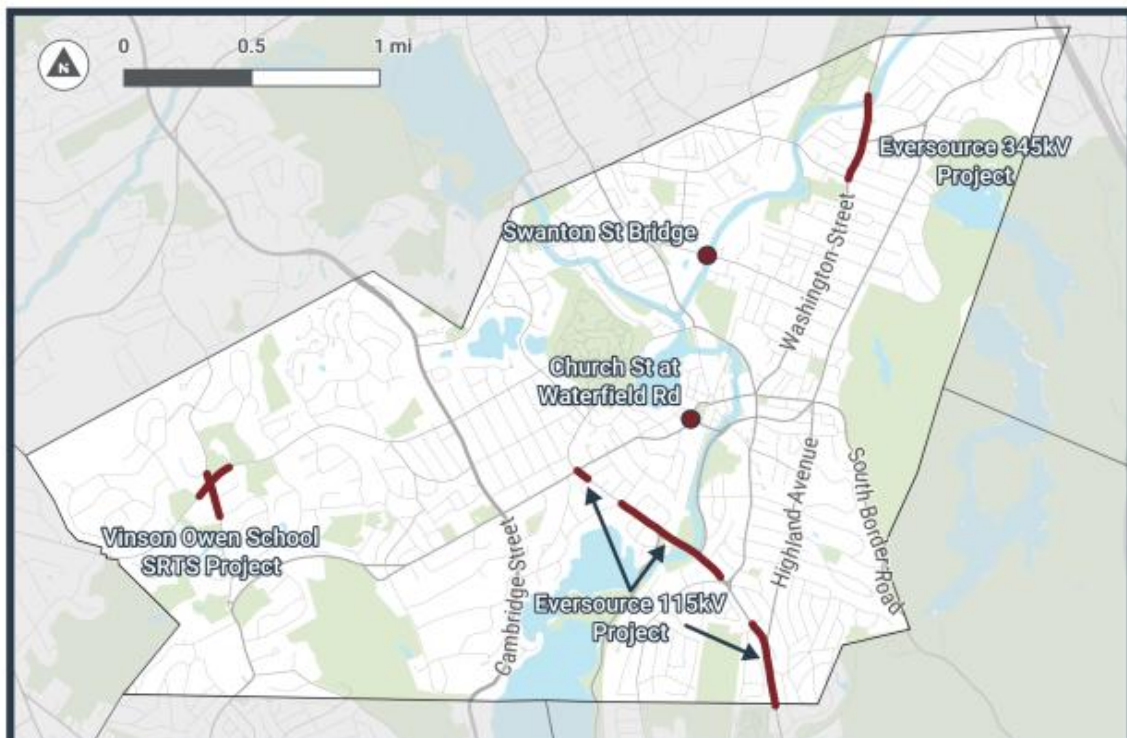 0 0.5 1 mi
N
Eversource 345kV
Project
Swanton St Bridge
Washington Street
Church St at
Waterfield Rd
Highland Avenue
South Border Road
Vinson Owen School
SRTS Project
Cambridge Street
Eversource 115kV
Project